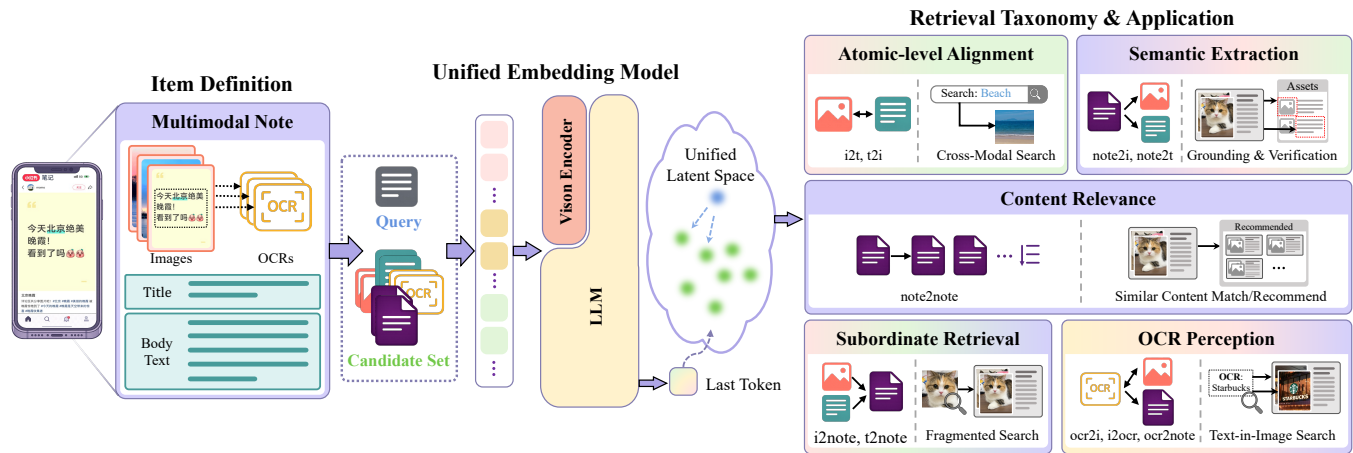 Retrieval Taxonomy & Application
Item Definition
Unified Embedding Model
Multimodal Note
笔记
今天北京绝美
晚霞！
看到了吗
今天北京绝美
晚霞！
看到了吗
OCR
Images
OCRs
Title
Body
Text
Query
OCR
Candidate Set
Vison Encoder
LLM
Unified
Latent Space
Last Token
Atomic-level Alignment
Search: Beach
i2t, t2i
Cross-Modal Search
Semantic Extraction
Assets
note2i, note2t
Grounding & Verification
Content Relevance
Recommended
note2note
Similar Content Match/Recommend
Subordinate Retrieval
i2note, t2note
Fragmented Search
OCR Perception
OCR
OCR:
Starbucks
STARBUCKS
ocr2i, i2ocr, ocr2note
Text-in-Image Search